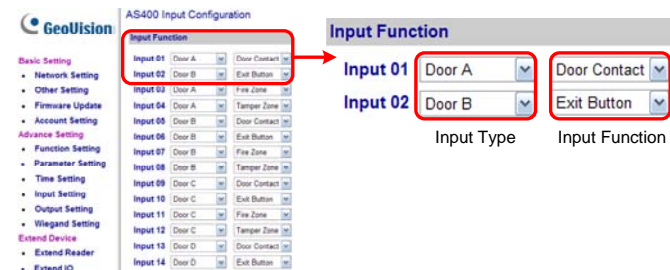 GeoVision
Basic Setting
Network Setting
Other Setting
Firmware Update
Account Setting
Advance Setting
Function Setting
Parameter Setting
Time Setting
Input Setting
Output Setting
Wiegand Setting
Extend Device
Extend Reader
Extend IO
AS400 Input Configuration
Input Function
Input 01 Door A Door Contact
Input 02 Door B Exit Button
Input 03 Door A Fire Zone
Input 04 Door A Tamper Zone
Input 05 Door B Door Contact
Input 06 Door B Exit Button
Input 07 Door B Fire Zone
Input 08 Door B Tamper Zone
Input 09 Door C Door Contact
Input 10 Door C Exit Button
Input 11 Door C Fire Zone
Input 12 Door C Tamper Zone
Input 13 Door D Door Contact
Input 14 Door D Exit Button
Input Function
Input 01 Door A Door Contact
Input 02 Door B Exit Button
Input Type Input Function